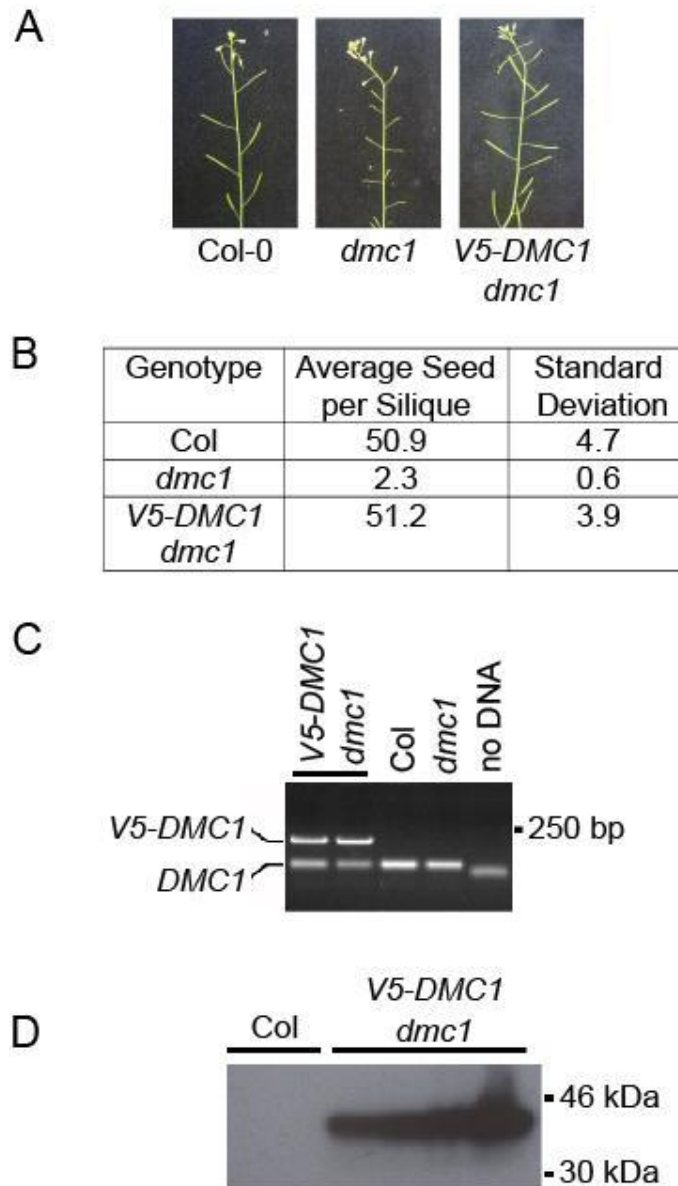 A
Col-0
dmc1
V5-DMC1
dmc1
B
Genotype
Average Seed
per Silique
Standard
Deviation
Col
50.9
4.7
dmc1
2.3
0.6
V5-DMC1
dmc1
51.2
3.9
C
V5-DMC1
dmc1
Col
dmc1
no DNA
V5-DMC1
DMC1
250 bp
D
Col
V5-DMC1
dmc1
46 kDa
30 kDa